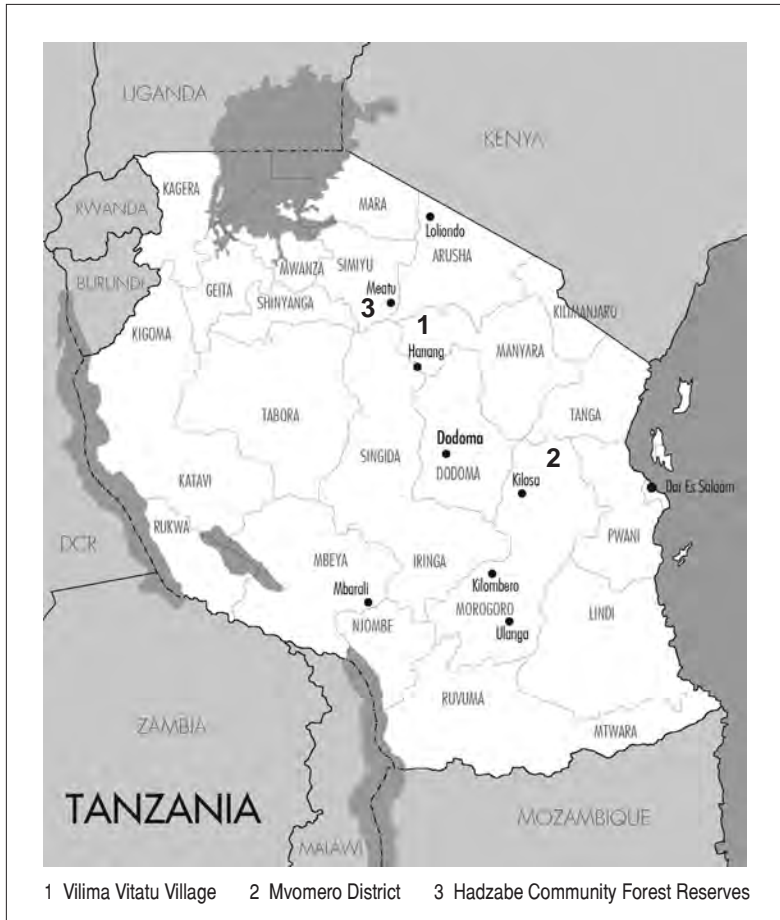 UGANDA
KENYA
KAGERA
RWANDA
MARA
Loliondo
ARUSHA
BURUNDI
MWANZA
SIMIYU
GEITA
SHINYANGA
Meatu
KILIMANJARU
3
1
KIGOMA
Hanang
MANYARA
TABORA
TANGA
Dodoma
2
SINGIDA
DODOMA
Kilosa
Dar Es Salaam
KATAVI
RUKWA
PWANI
DCR
MBEYA
IRINGA
Kilombero
Mbarali
MOROGORO
LINDI
NJOMBE
Ulanga
RUVUMA
ZAMBIA
MTWARA
TANZANIA
MOZAMBIQUE
MALAWI
1 Vilima Vitatu Village 2 Mvomero District 3 Hadzabe Community Forest Reserves